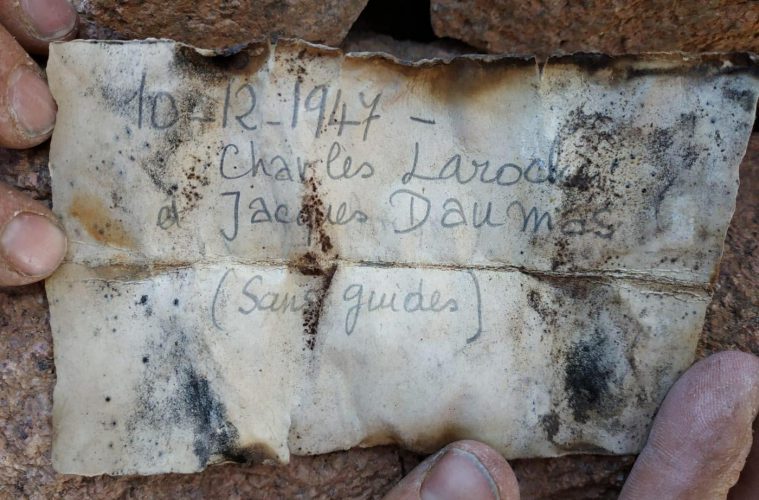 10-12-1947 -
Charles Laroche
et Jacques Daumas
(Sans guides)